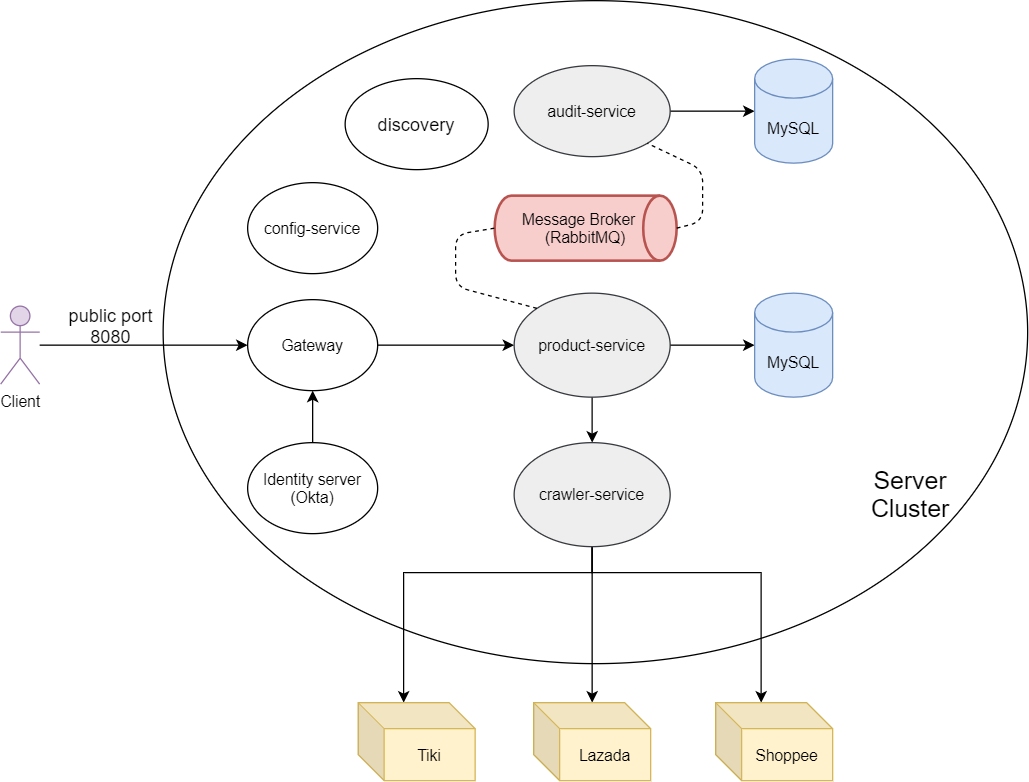 discovery
audit-service
MySQL
config-service
Message Broker
(RabbitMQ)
public port
8080
Client
Gateway
product-service
MySQL
Identity server
(Okta)
crawler-service
Server
Cluster
Tiki
Lazada
Shoppee